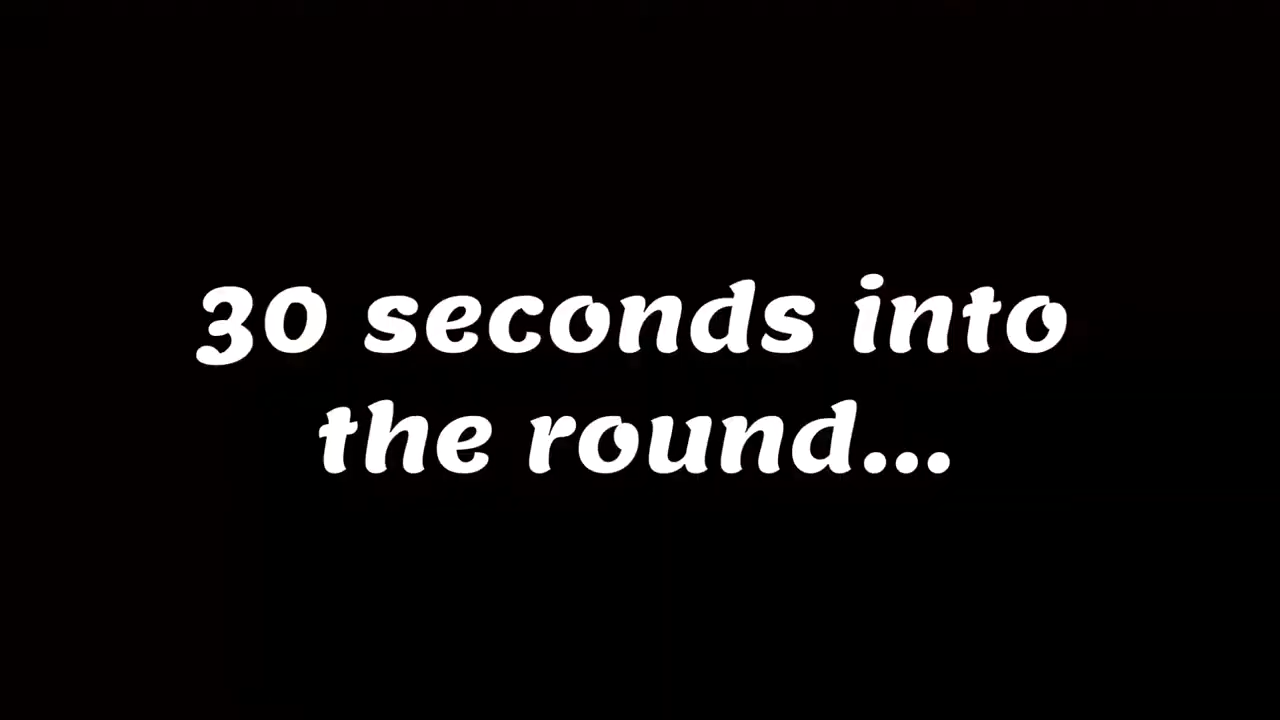 30 seconds into
the round...